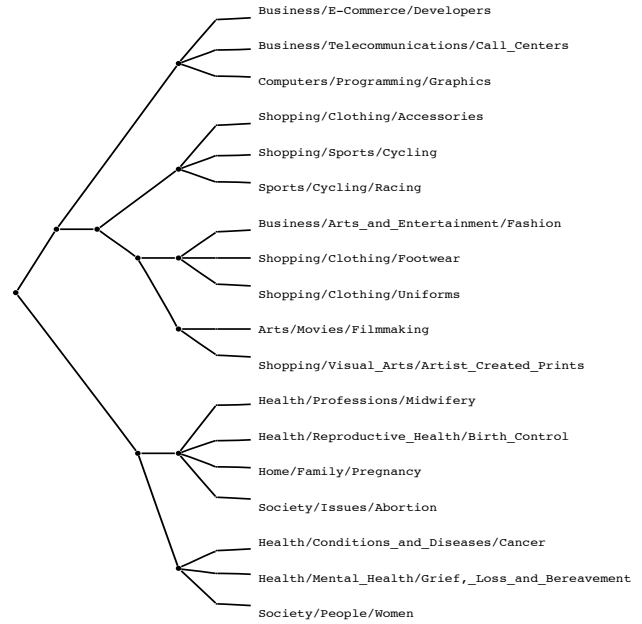 Business/E-Commerce/Developers
Business/Telecommunications/Call_Centers
Computers/Programming/Graphics
Shopping/Clothing/Accessories
Shopping/Sports/Cycling
Sports/Cycling/Racing
Business/Arts_and_Entertainment/Fashion
Shopping/Clothing/Footwear
Shopping/Clothing/Uniforms
Arts/Movies/Filmmaking
Shopping/Visual_Arts/Artist_Created_Prints
Health/Professions/Midwifery
Health/Reproductive_Health/Birth_Control
Home/Family/Pregnancy
Society/Issues/Abortion
Health/Conditions_and_Diseases/Cancer
Health/Mental_Health/Grief,_Loss_and_Bereavement
Society/People/Women